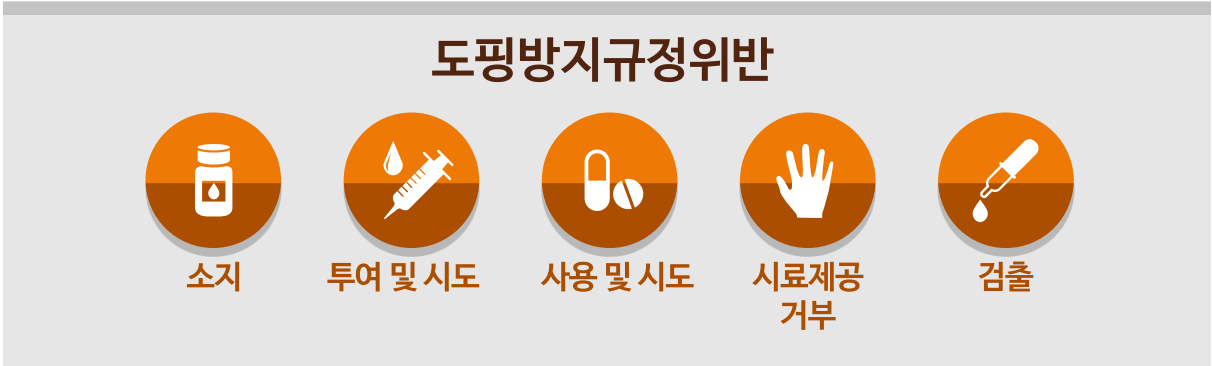 도핑방지규정위반
소지
투여 및 시도
사용 및 시도
시료제공
거부
검출